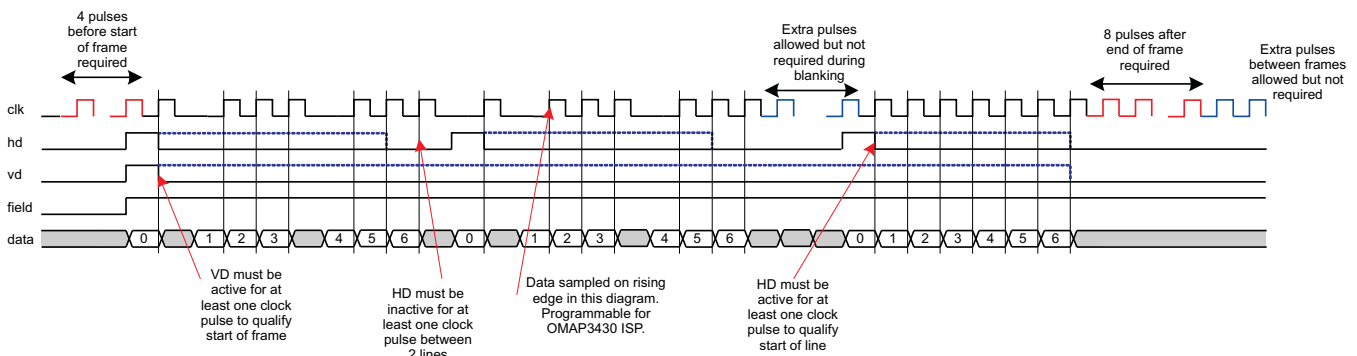 4 pulses
before start
of frame
required
Extra pulses
allowed but not
required during
blanking
8 pulses after
end of frame
required
Extra pulses
between frames
allowed but not
required
clk
hd
vd
field
data
0 1 2 3 4 5 6 0 1 2 3 4 5 6 0 1 2 3 4 5 6
VD must be
active for at
least one clock
pulse to qualify
start of frame
HD must be
inactive for at
least one clock
pulse between
2 lines
Data sampled on rising
edge in this diagram.
Programmable for
OMAP3430 ISP.
HD must be
active for at
least one clock
pulse to qualify
start of line